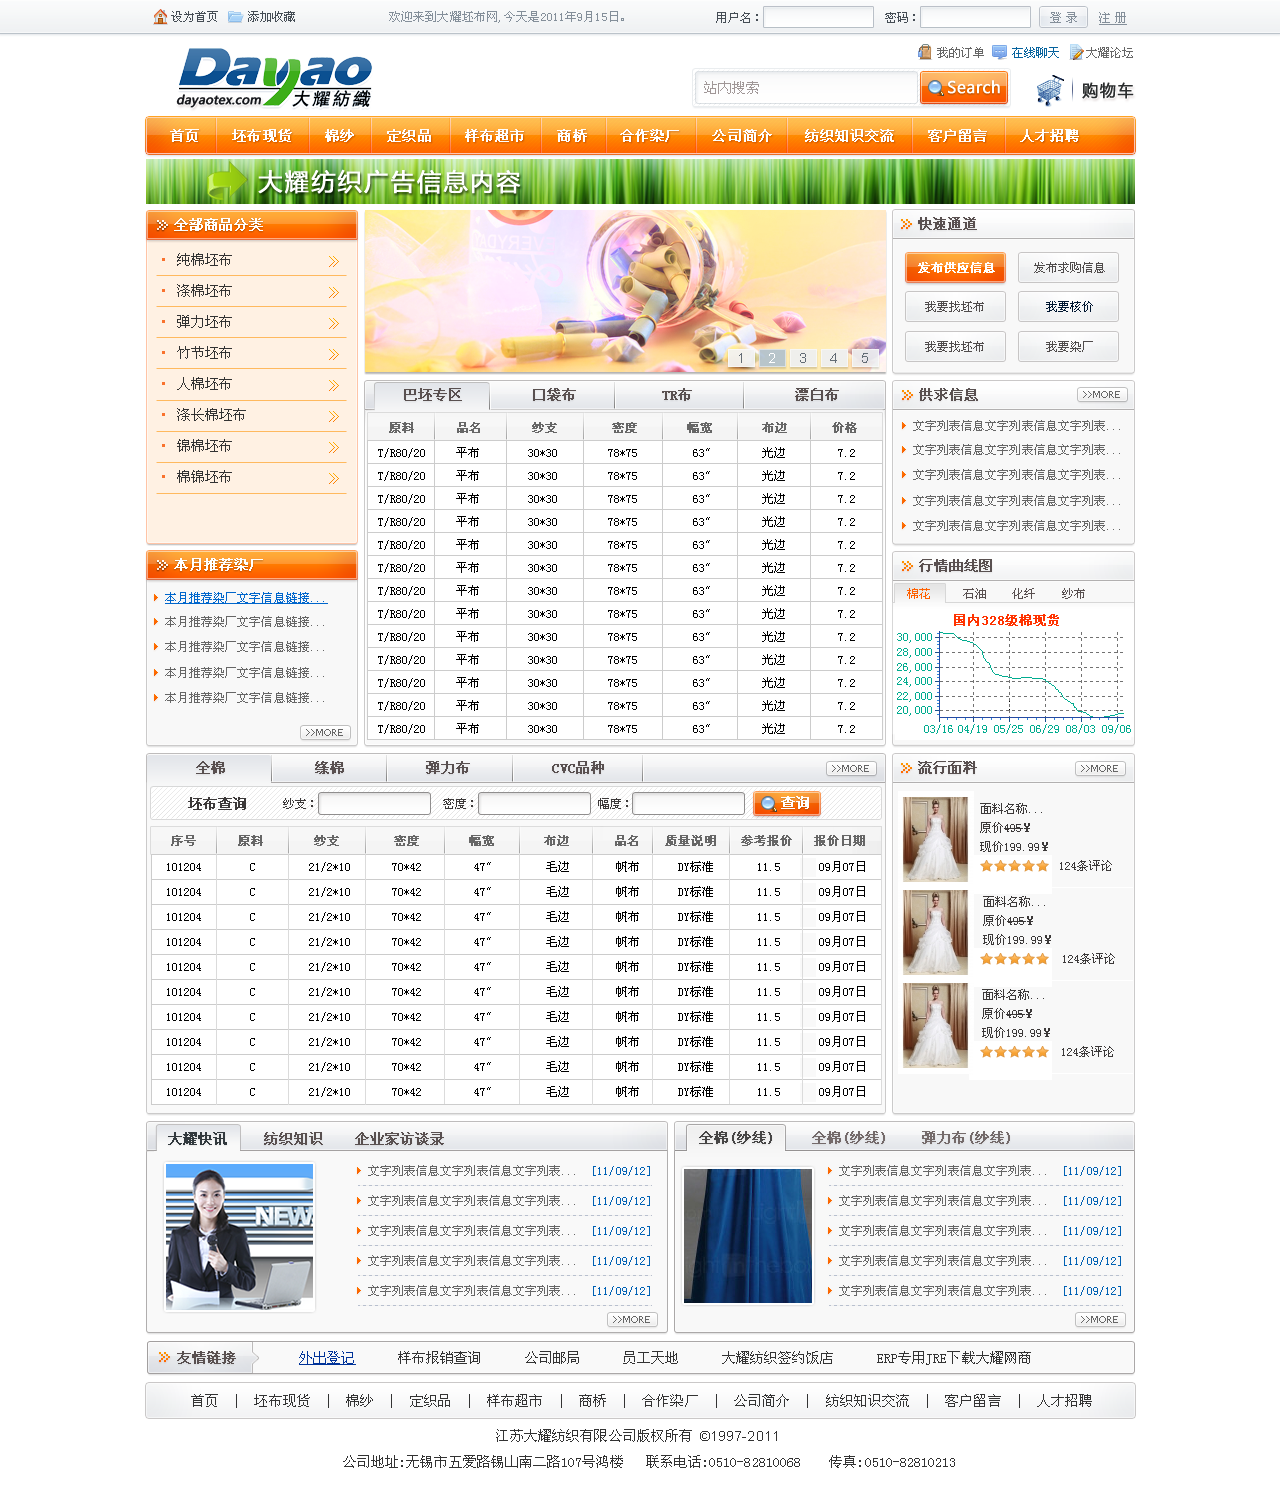 设为首页 添加收藏 欢迎来到大耀坯布网,今天是2011年9月15日。 用户名: 密码: 登 录 注 册
我的订单 在线聊天 大耀论坛
Dayao
dayaotex.com 大耀纺織
站内搜索 Search 购物车
首页 坯布现货 棉纱 定织品 样布超市 商桥 合作染厂 公司简介 纺织知识交流 客户留言 人才招聘
大耀纺织广告信息内容
全部商品分类
纯棉坯布
涤棉坯布
弹力坯布
竹节坯布
人棉坯布
涤长棉坯布
锦棉坯布
棉锦坯布
1 2 3 4 5
快速通道
发布供应信息 发布求购信息
我要找坯布 我要核价
我要找坯布 我要染厂
本月推荐染厂
本月推荐染厂文字信息链接...
本月推荐染厂文字信息链接...
本月推荐染厂文字信息链接...
本月推荐染厂文字信息链接...
本月推荐染厂文字信息链接...
>>MORE
巴坯专区 口袋布 TR布 漂白布
原料 品名 纱支 密度 幅宽 布边 价格
T/R80/20 平布 30*30 78*75 63″ 光边 7.2
T/R80/20 平布 30*30 78*75 63″ 光边 7.2
T/R80/20 平布 30*30 78*75 63″ 光边 7.2
T/R80/20 平布 30*30 78*75 63″ 光边 7.2
T/R80/20 平布 30*30 78*75 63″ 光边 7.2
T/R80/20 平布 30*30 78*75 63″ 光边 7.2
T/R80/20 平布 30*30 78*75 63″ 光边 7.2
T/R80/20 平布 30*30 78*75 63″ 光边 7.2
T/R80/20 平布 30*30 78*75 63″ 光边 7.2
T/R80/20 平布 30*30 78*75 63″ 光边 7.2
T/R80/20 平布 30*30 78*75 63″ 光边 7.2
T/R80/20 平布 30*30 78*75 63″ 光边 7.2
T/R80/20 平布 30*30 78*75 63″ 光边 7.2
供求信息 >>MORE
文字列表信息文字列表信息文字列表...
文字列表信息文字列表信息文字列表...
文字列表信息文字列表信息文字列表...
文字列表信息文字列表信息文字列表...
文字列表信息文字列表信息文字列表...
行情曲线图
棉花 石油 化纤 纱布
国内328级棉现货
30,000
28,000
26,000
24,000
22,000
20,000
03/16 04/19 05/25 06/29 08/03 09/06
全棉 绦棉 弹力布 CVC品种 >>MORE
坯布查询 纱支: 密度: 幅度: 查询
序号 原料 纱支 密度 幅宽 布边 品名 质量说明 参考报价 报价日期
101204 C 21/2*10 70*42 47″ 毛边 帆布 DY标准 11.5 09月07日
101204 C 21/2*10 70*42 47″ 毛边 帆布 DY标准 11.5 09月07日
101204 C 21/2*10 70*42 47″ 毛边 帆布 DY标准 11.5 09月07日
101204 C 21/2*10 70*42 47″ 毛边 帆布 DY标准 11.5 09月07日
101204 C 21/2*10 70*42 47″ 毛边 帆布 DY标准 11.5 09月07日
101204 C 21/2*10 70*42 47″ 毛边 帆布 DY标准 11.5 09月07日
101204 C 21/2*10 70*42 47″ 毛边 帆布 DY标准 11.5 09月07日
101204 C 21/2*10 70*42 47″ 毛边 帆布 DY标准 11.5 09月07日
101204 C 21/2*10 70*42 47″ 毛边 帆布 DY标准 11.5 09月07日
101204 C 21/2*10 70*42 47″ 毛边 帆布 DY标准 11.5 09月07日
流行面料 >>MORE
面料名称...
原价495¥
现价199.99¥
124条评论
面料名称...
原价495¥
现价199.99¥
124条评论
面料名称...
原价495¥
现价199.99¥
124条评论
大耀快讯 纺织知识 企业家访谈录
NEWS
文字列表信息文字列表信息文字列表... [11/09/12]
文字列表信息文字列表信息文字列表... [11/09/12]
文字列表信息文字列表信息文字列表... [11/09/12]
文字列表信息文字列表信息文字列表... [11/09/12]
文字列表信息文字列表信息文字列表... [11/09/12]
>>MORE
全棉(纱线) 全棉(纱线) 弹力布(纱线)
文字列表信息文字列表信息文字列表... [11/09/12]
文字列表信息文字列表信息文字列表... [11/09/12]
文字列表信息文字列表信息文字列表... [11/09/12]
文字列表信息文字列表信息文字列表... [11/09/12]
文字列表信息文字列表信息文字列表... [11/09/12]
>>MORE
友情链接 外出登记 样布报销查询 公司邮局 员工天地 大耀纺织签约饭店 ERP专用JRE下载大耀网商
首页 | 坯布现货 | 棉纱 | 定织品 | 样布超市 | 商桥 | 合作染厂 | 公司简介 | 纺织知识交流 | 客户留言 | 人才招聘
江苏大耀纺织有限公司版权所有 ©1997-2011
公司地址:无锡市五爱路锡山南二路107号鸿楼 联系电话:0510-82810068 传真:0510-82810213